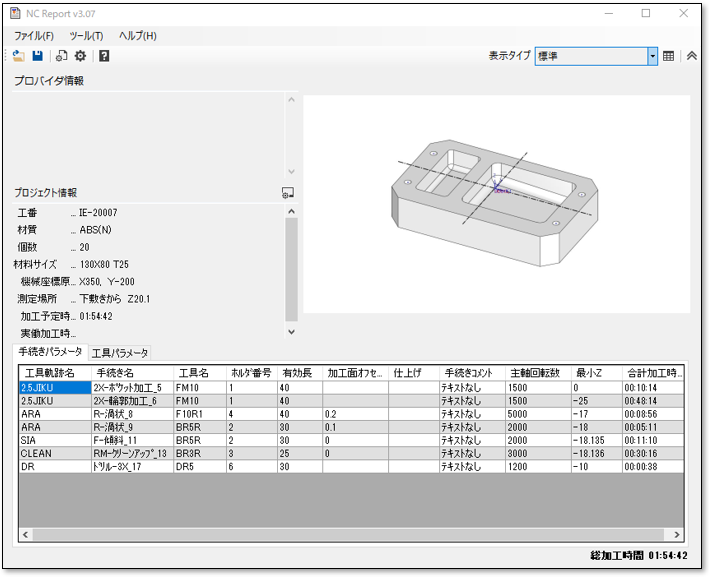 NC Report v3.07
ファイル(F) ツール(T) ヘルプ(H)
表示タイプ 標準
プロバイダ情報
プロジェクト情報
工番 ... IE-20007
材質 ... ABS(N)
個数 ... 20
材料サイズ ... 130X80 T25
機械座標原... X350, Y-200
測定場所 ... 下敷きから Z20.1
加工予定時... 01:54:42
実働加工時...
手続きパラメータ 工具パラメータ
工具軌跡名 手続き名 工具名 ホルダ番号 有効長 加工面オフセ... 仕上げ 手続きコメント 主軸回転数 最小Z 合計加工時...
2.5JIKU 2X-ポケット加工_5 FM10 1 40 テキストなし 1500 0 00:10:14
2.5JIKU 2X-輪郭加工_6 FM10 1 40 テキストなし 1500 -25 00:48:14
ARA R-渦状_8 F10R1 4 40 0.2 テキストなし 5000 -17 00:08:56
ARA R-渦状_9 BR5R 2 30 0.1 テキストなし 2000 -18 00:05:11
SIA F-傾斜_11 BR5R 2 30 0 テキストなし 2000 -18.135 00:11:10
CLEAN RM-クリーンアップ_13 BR3R 3 25 0 テキストなし 3000 -18.136 00:30:16
DR ドリル-3X_17 DR5 6 30 テキストなし 1200 -10 00:00:38
総加工時間 01:54:42